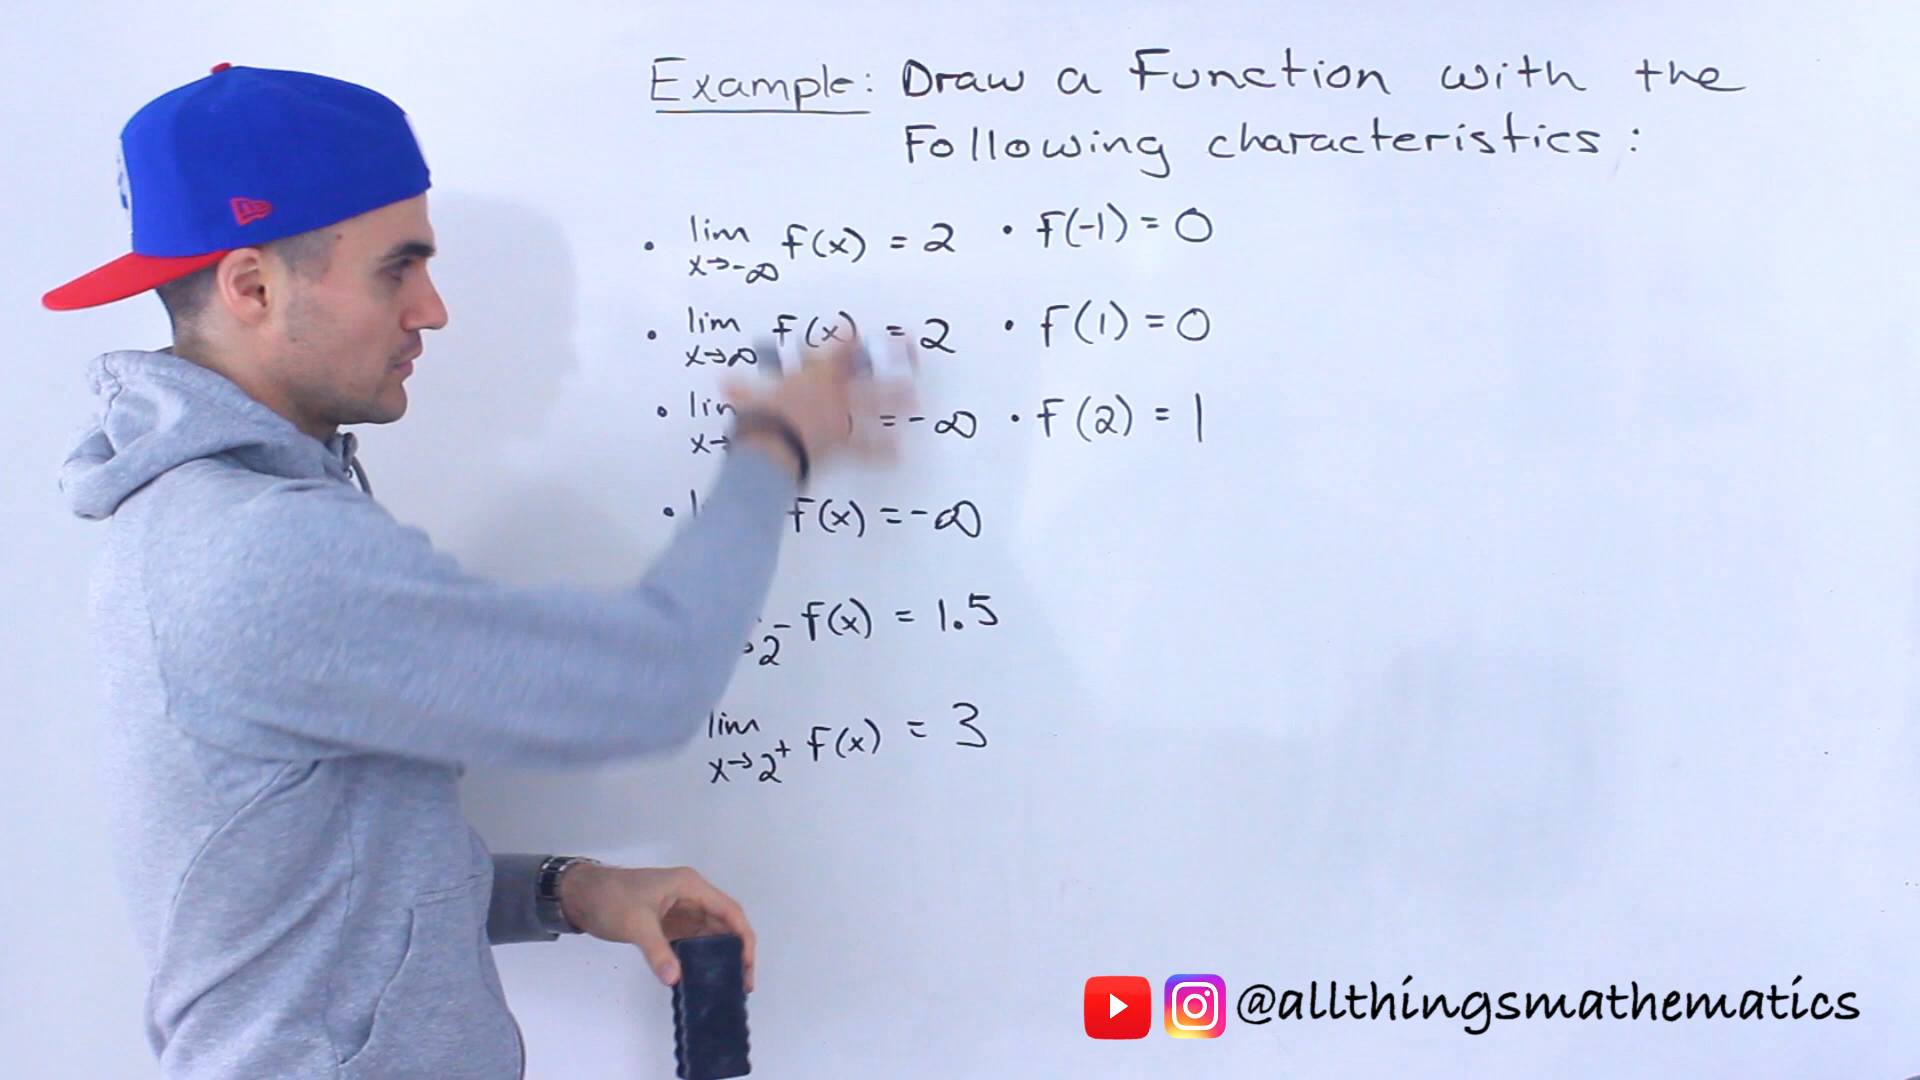 Example: Draw a Function with the
Following characteristics:
• lim x→-∞ f(x) = 2 • f(-1) = 0
• lim x→∞ f(x) = 2 • f(1) = 0
• = -∞ • f(2) = 1
• f(x) = -∞
2⁻ f(x) = 1.5
lim x→2⁺ f(x) = 3
@allthingsmathematics